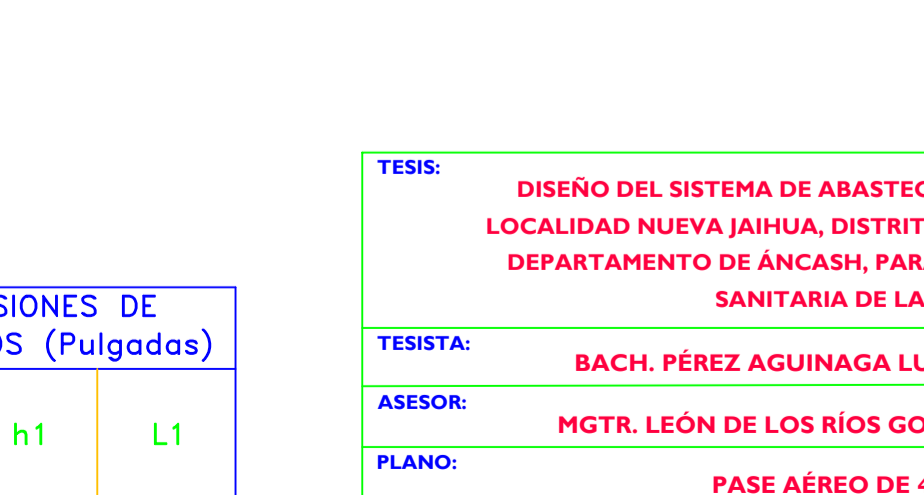 SIONES DE
OS (Pulgadas)
h1 L1
TESIS:
DISEÑO DEL SISTEMA DE ABASTEC
LOCALIDAD NUEVA JAIHUA, DISTRIT
DEPARTAMENTO DE ÁNCASH, PARA
SANITARIA DE LA
TESISTA:
BACH. PÉREZ AGUINAGA LU
ASESOR:
MGTR. LEÓN DE LOS RÍOS GO
PLANO:
PASE AÉREO DE 4